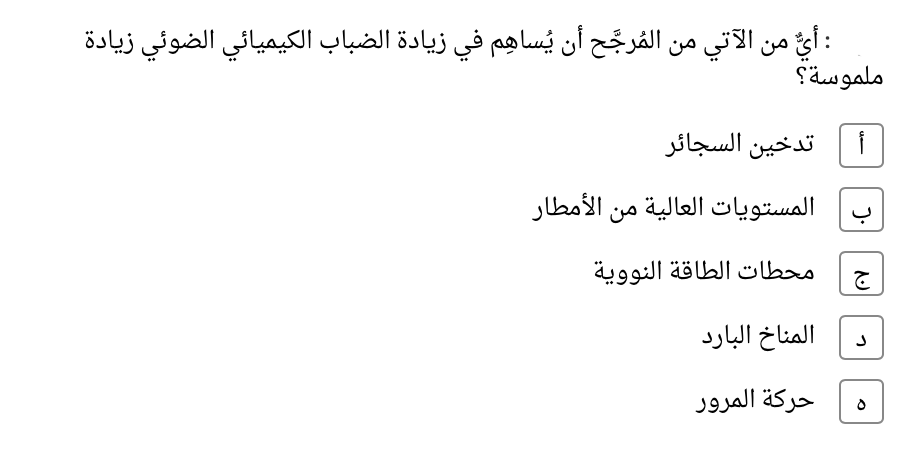 : أيٌّ من الآتي من المُرجَّح أن يُساهِم في زيادة الضباب الكيميائي الضوئي زيادة
ملموسة؟
أ تدخين السجائر
ب المستويات العالية من الأمطار
ج محطات الطاقة النووية
د المناخ البارد
ه حركة المرور